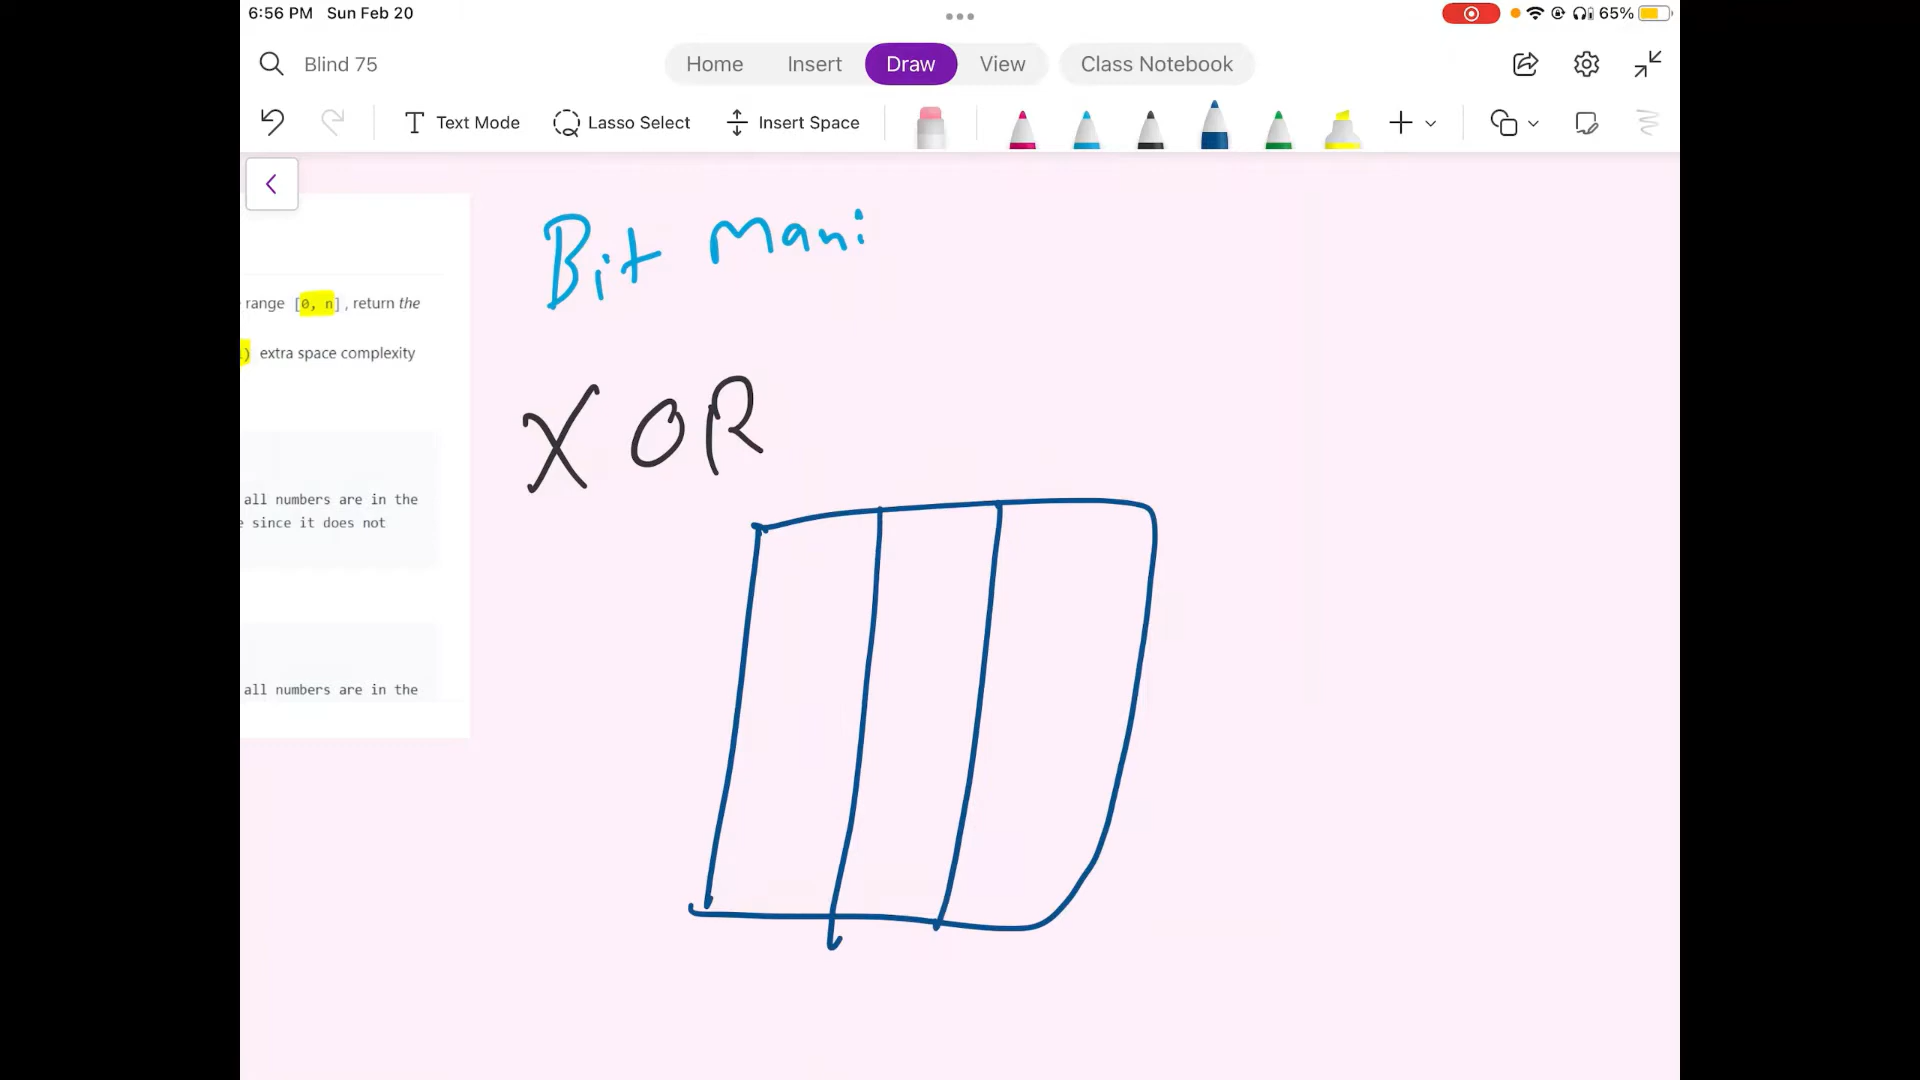 6:56 PM Sun Feb 20
65%
Blind 75
Home Insert Draw View Class Notebook
Text Mode Lasso Select Insert Space
Bit Mani
range [0, n], return the
) extra space complexity
XOR
all numbers are in the
e since it does not
all numbers are in the